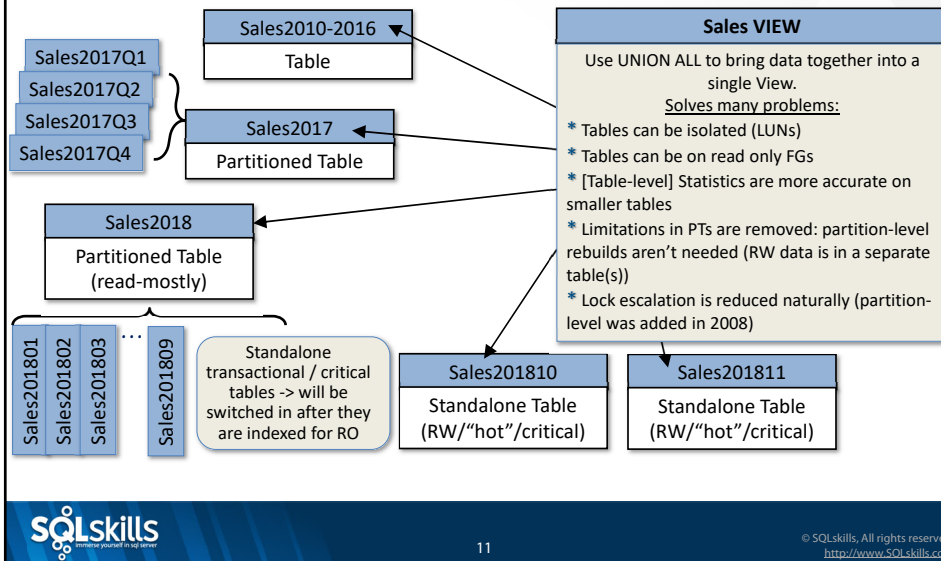 Sales2010-2016
Table
Sales2017Q1
Sales2017Q2
Sales2017Q3
Sales2017Q4
Sales2017
Partitioned Table
Sales2018
Partitioned Table
(read-mostly)
Sales201801
Sales201802
Sales201803
...
Sales201809
Standalone
transactional / critical
tables -> will be
switched in after they
are indexed for RO
Sales VIEW
Use UNION ALL to bring data together into a
single View.
Solves many problems:
* Tables can be isolated (LUNs)
* Tables can be on read only FGs
* [Table-level] Statistics are more accurate on
smaller tables
* Limitations in PTs are removed: partition-level
rebuilds aren't needed (RW data is in a separate
table(s))
* Lock escalation is reduced naturally (partition-
level was added in 2008)
Sales201810
Standalone Table
(RW/“hot”/critical)
Sales201811
Standalone Table
(RW/“hot”/critical)
SQLskills
immerse yourself in sql server
11
© SQLskills, All rights reserve
http://www.SQLskills.co